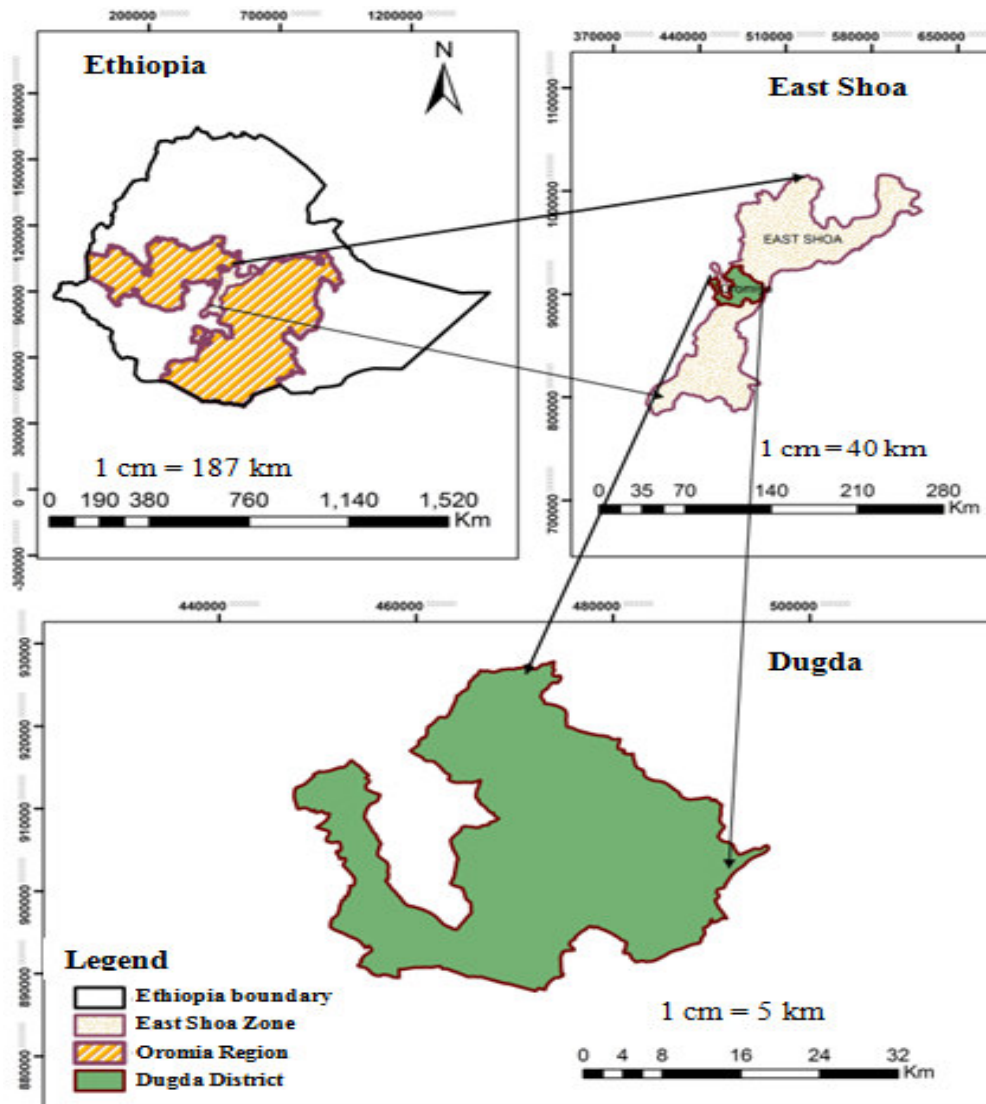 200000 700000 1200000
Ethiopia
N
1800000
1500000
1200000
900000
600000
300000
0
-300000
1 cm = 187 km
0 190 380 760 1,140 1,520
Km
370000 440000 510000 580000 650000
East Shoa
1100000
1000000
900000
800000
700000
EAST SHOA
1 cm = 40 km
0 35 70 140 210 280
Km
440000 460000 480000 500000
Dugda
930000
920000
910000
900000
890000
880000
Legend
Ethiopia boundary
East Shoa Zone
Oromia Region
Dugda District
1 cm = 5 km
0 4 8 16 24 32
Km